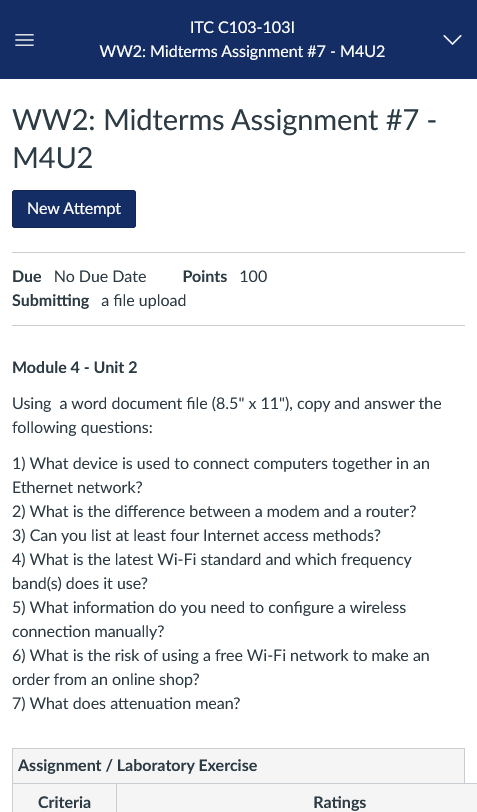 ITC C103-103I
WW2: Midterms Assignment #7 - M4U2
WW2: Midterms Assignment #7 -
M4U2
New Attempt
Due No Due Date Points 100
Submitting a file upload
Module 4 - Unit 2
Using a word document file (8.5" x 11"), copy and answer the
following questions:
1) What device is used to connect computers together in an
Ethernet network?
2) What is the difference between a modem and a router?
3) Can you list at least four Internet access methods?
4) What is the latest Wi-Fi standard and which frequency
band(s) does it use?
5) What information do you need to configure a wireless
connection manually?
6) What is the risk of using a free Wi-Fi network to make an
order from an online shop?
7) What does attenuation mean?
Assignment / Laboratory Exercise
Criteria Ratings